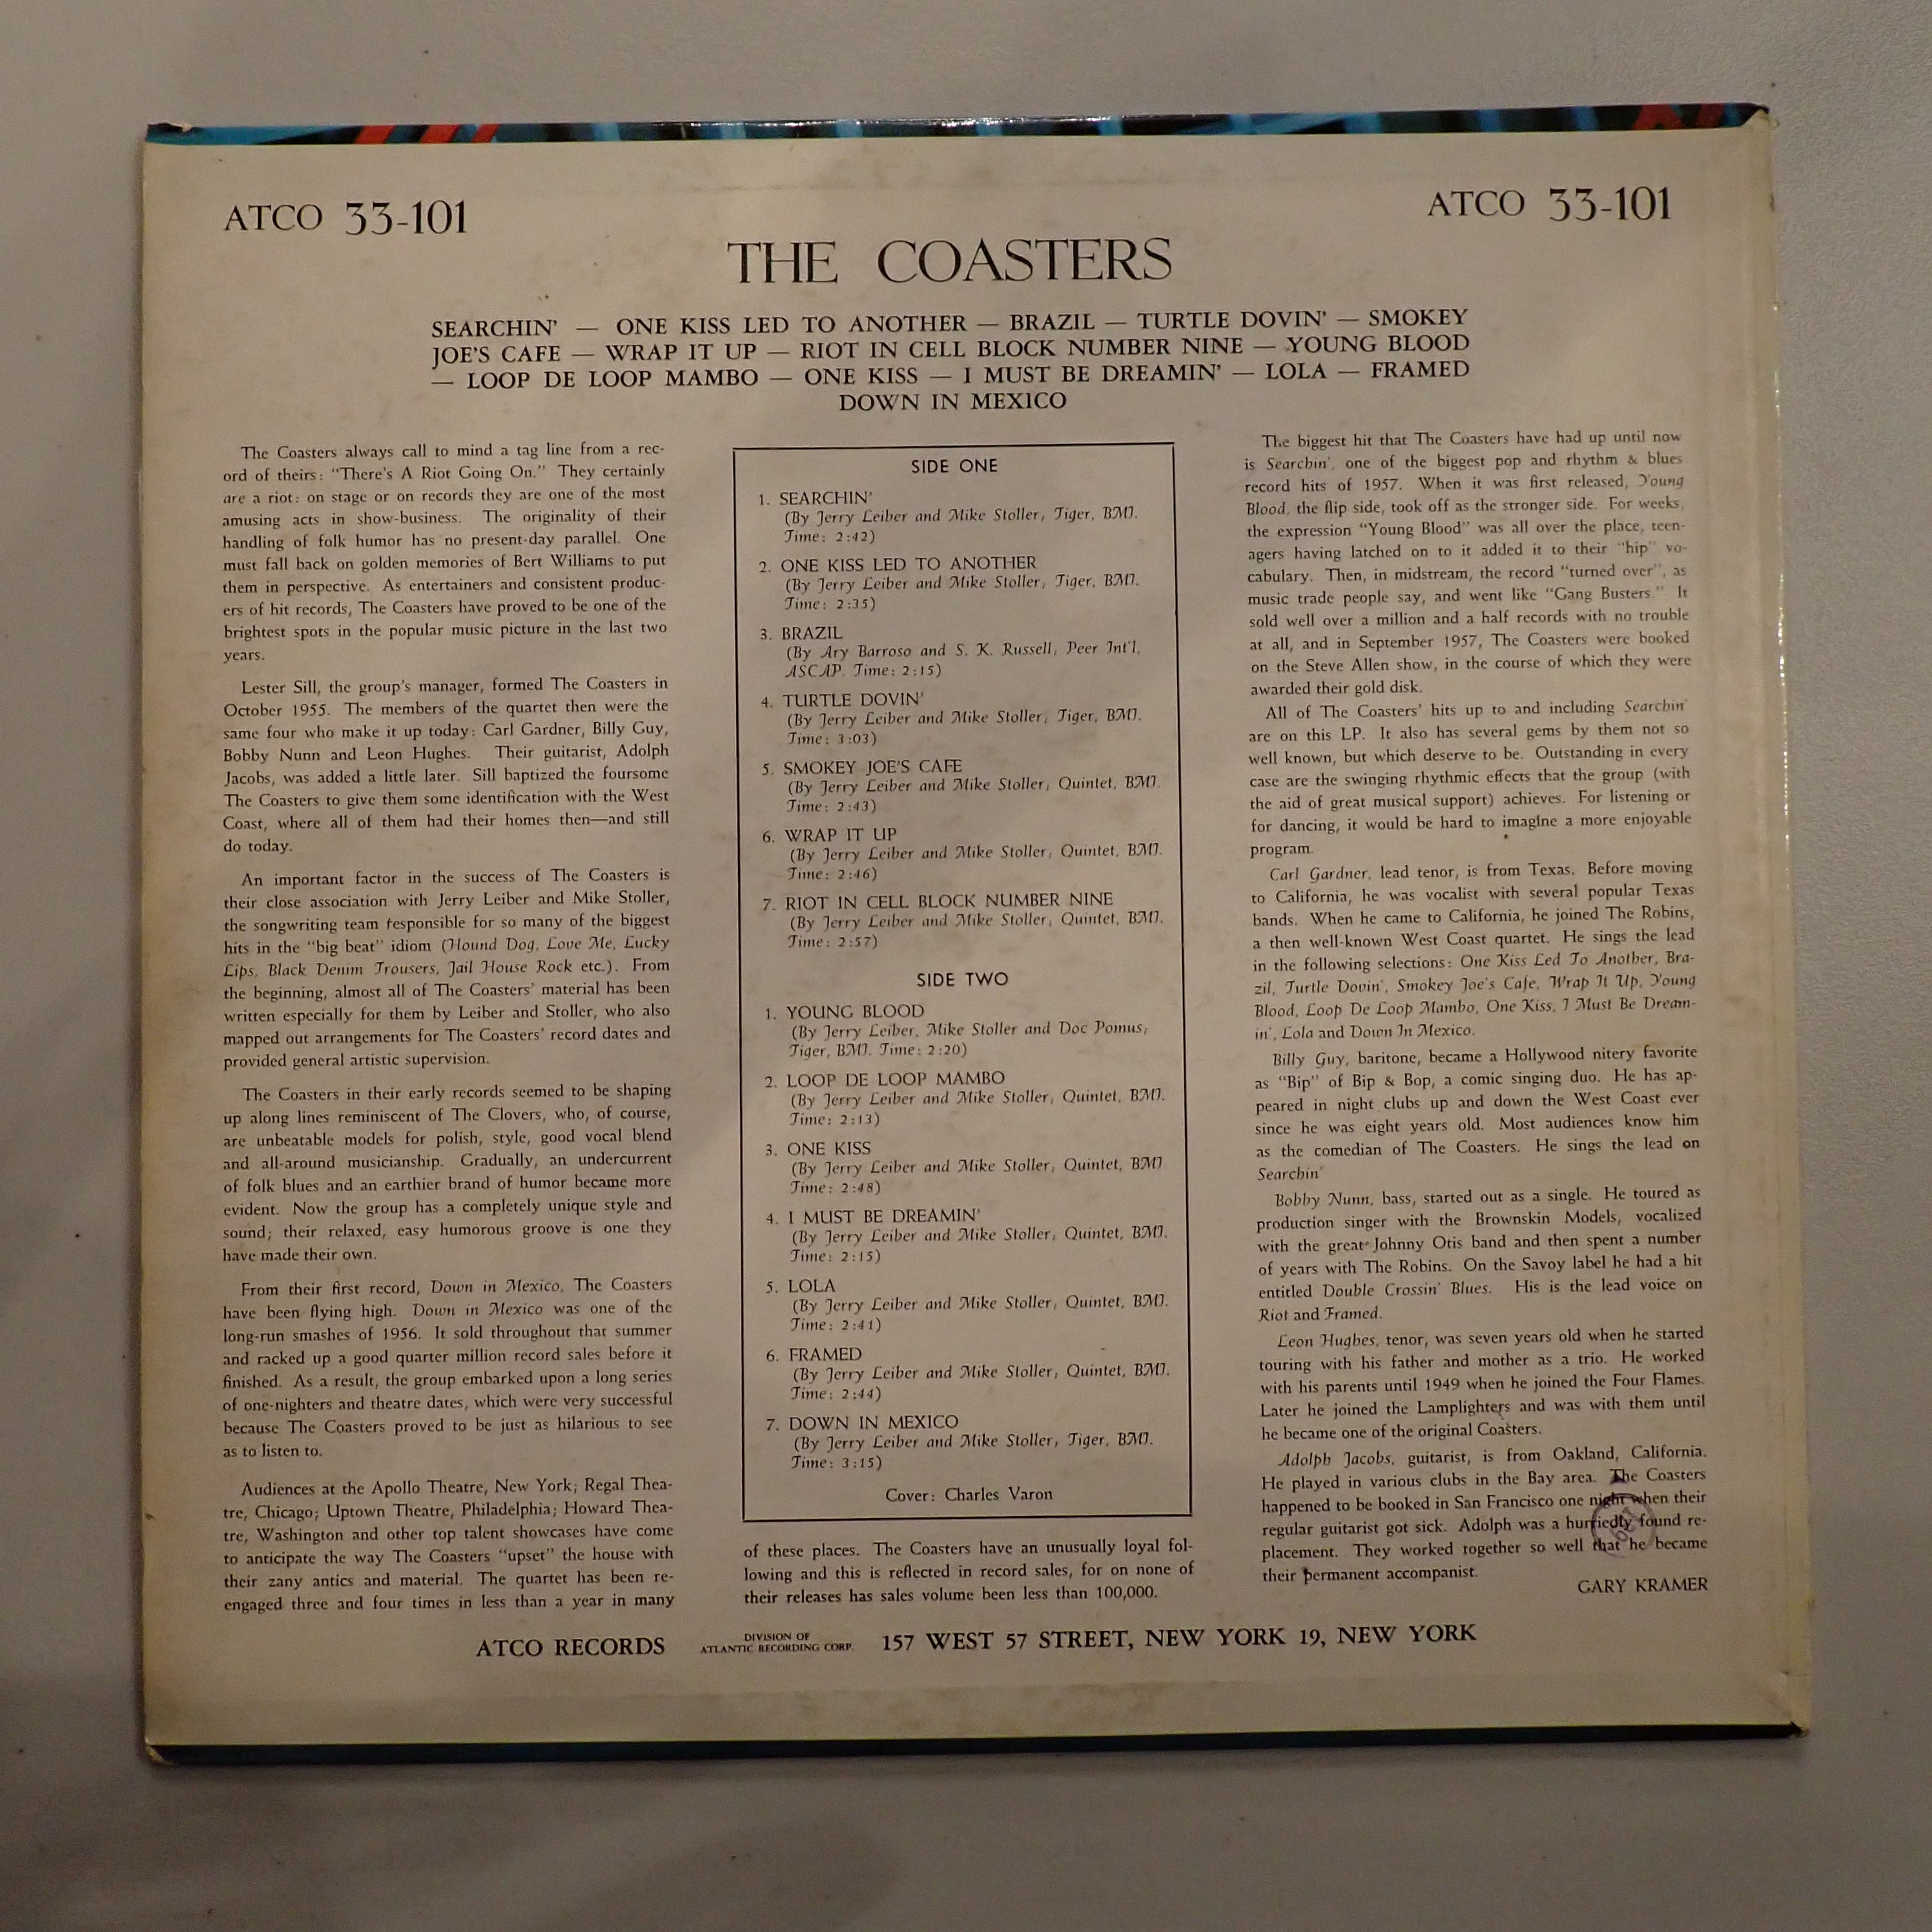 ATCO 33-101
ATCO 33-101
THE COASTERS
SEARCHIN' — ONE KISS LED TO ANOTHER — BRAZIL — TURTLE DOVIN' — SMOKEY
JOE'S CAFE — WRAP IT UP — RIOT IN CELL BLOCK NUMBER NINE — YOUNG BLOOD
— LOOP DE LOOP MAMBO — ONE KISS — I MUST BE DREAMIN' — LOLA — FRAMED
DOWN IN MEXICO
The Coasters always call to mind a tag line from a rec-
ord of theirs: "There's A Riot Going On." They certainly
are a riot: on stage or on records they are one of the most
amusing acts in show-business. The originality of their
handling of folk humor has no present-day parallel. One
must fall back on golden memories of Bert Williams to put
them in perspective. As entertainers and consistent produc-
ers of hit records, The Coasters have proved to be one of the
brightest spots in the popular music picture in the last two
years.
Lester Sill, the group's manager, formed The Coasters in
October 1955. The members of the quartet then were the
same four who make it up today: Carl Gardner, Billy Guy,
Bobby Nunn and Leon Hughes. Their guitarist, Adolph
Jacobs, was added a little later. Sill baptized the foursome
The Coasters to give them some identification with the West
Coast, where all of them had their homes then—and still
do today.
An important factor in the success of The Coasters is
their close association with Jerry Leiber and Mike Stoller,
the songwriting team responsible for so many of the biggest
hits in the "big beat" idiom (Hound Dog, Love Me, Lucky
Lips, Black Denim Trousers, Jail House Rock etc.). From
the beginning, almost all of The Coasters' material has been
written especially for them by Leiber and Stoller, who also
mapped out arrangements for The Coasters' record dates and
provided general artistic supervision.
The Coasters in their early records seemed to be shaping
up along lines reminiscent of The Clovers, who, of course,
are unbeatable models for polish, style, good vocal blend
and all-around musicianship. Gradually, an undercurrent
of folk blues and an earthier brand of humor became more
evident. Now the group has a completely unique style and
sound; their relaxed, easy humorous groove is one they
have made their own.
From their first record, Down in Mexico, The Coasters
have been flying high. Down in Mexico was one of the
long-run smashes of 1956. It sold throughout that summer
and racked up a good quarter million record sales before it
finished. As a result, the group embarked upon a long series
of one-nighters and theatre dates, which were very successful
because The Coasters proved to be just as hilarious to see
as to listen to.
Audiences at the Apollo Theatre, New York; Regal Thea-
tre, Chicago; Uptown Theatre, Philadelphia; Howard Thea-
tre, Washington and other top talent showcases have come
to anticipate the way The Coasters "upset" the house with
their zany antics and material. The quartet has been re-
engaged three and four times in less than a year in many
SIDE ONE
1. SEARCHIN'
(By Jerry Leiber and Mike Stoller, Tiger, BMI.
Time: 2:42)
2. ONE KISS LED TO ANOTHER
(By Jerry Leiber and Mike Stoller, Tiger, BMI.
Time: 2:35)
3. BRAZIL
(By Ary Barroso and S. K. Russell, Peer Int'l,
ASCAP. Time: 2:15)
4. TURTLE DOVIN'
(By Jerry Leiber and Mike Stoller, Tiger, BMI.
Time: 3:03)
5. SMOKEY JOE'S CAFE
(By Jerry Leiber and Mike Stoller, Quintet, BMI.
Time: 2:43)
6. WRAP IT UP
(By Jerry Leiber and Mike Stoller, Quintet, BMI.
Time: 2:46)
7. RIOT IN CELL BLOCK NUMBER NINE
(By Jerry Leiber and Mike Stoller, Quintet, BMI.
Time: 2:57)
SIDE TWO
1. YOUNG BLOOD
(By Jerry Leiber, Mike Stoller and Doc Pomus,
Tiger, BMI. Time: 2:20)
2. LOOP DE LOOP MAMBO
(By Jerry Leiber and Mike Stoller, Quintet, BMI.
Time: 2:13)
3. ONE KISS
(By Jerry Leiber and Mike Stoller, Quintet, BMI
Time: 2:48)
4. I MUST BE DREAMIN'
(By Jerry Leiber and Mike Stoller, Quintet, BMI.
Time: 2:15)
5. LOLA
(By Jerry Leiber and Mike Stoller, Quintet, BMI.
Time: 2:41)
6. FRAMED
(By Jerry Leiber and Mike Stoller, Quintet, BMI.
Time: 2:44)
7. DOWN IN MEXICO
(By Jerry Leiber and Mike Stoller, Tiger, BMI.
Time: 3:15)
Cover: Charles Varon
of these places. The Coasters have an unusually loyal fol-
lowing and this is reflected in record sales, for on none of
their releases has sales volume been less than 100,000.
The biggest hit that The Coasters have had up until now
is Searchin', one of the biggest pop and rhythm & blues
record hits of 1957. When it was first released, Young
Blood, the flip side, took off as the stronger side. For weeks,
the expression "Young Blood" was all over the place, teen-
agers having latched on to it added it to their "hip" vo-
cabulary. Then, in midstream, the record "turned over", as
music trade people say, and went like "Gang Busters." It
sold well over a million and a half records with no trouble
at all, and in September 1957, The Coasters were booked
on the Steve Allen show, in the course of which they were
awarded their gold disk.
All of The Coasters' hits up to and including Searchin'
are on this LP. It also has several gems by them not so
well known, but which deserve to be. Outstanding in every
case are the swinging rhythmic effects that the group (with
the aid of great musical support) achieves. For listening or
for dancing, it would be hard to imagine a more enjoyable
program.
Carl Gardner, lead tenor, is from Texas. Before moving
to California, he was vocalist with several popular Texas
bands. When he came to California, he joined The Robins,
a then well-known West Coast quartet. He sings the lead
in the following selections: One Kiss Led To Another, Bra-
zil, Turtle Dovin', Smokey Joe's Cafe, Wrap It Up, Young
Blood, Loop De Loop Mambo, One Kiss, I Must Be Dream-
in', Lola and Down In Mexico.
Billy Guy, baritone, became a Hollywood nitery favorite
as "Bip" of Bip & Bop, a comic singing duo. He has ap-
peared in night clubs up and down the West Coast ever
since he was eight years old. Most audiences know him
as the comedian of The Coasters. He sings the lead on
Searchin'
Bobby Nunn, bass, started out as a single. He toured as
production singer with the Brownskin Models, vocalized
with the great Johnny Otis band and then spent a number
of years with The Robins. On the Savoy label he had a hit
entitled Double Crossin' Blues. His is the lead voice on
Riot and Framed.
Leon Hughes, tenor, was seven years old when he started
touring with his father and mother as a trio. He worked
with his parents until 1949 when he joined the Four Flames.
Later he joined the Lamplighters and was with them until
he became one of the original Coasters.
Adolph Jacobs, guitarist, is from Oakland, California.
He played in various clubs in the Bay area. The Coasters
happened to be booked in San Francisco one night when their
regular guitarist got sick. Adolph was a hurriedly found re-
placement. They worked together so well that he became
their permanent accompanist.
GARY KRAMER
ATCO RECORDS
DIVISION OF
ATLANTIC RECORDING CORP.
157 WEST 57 STREET, NEW YORK 19, NEW YORK